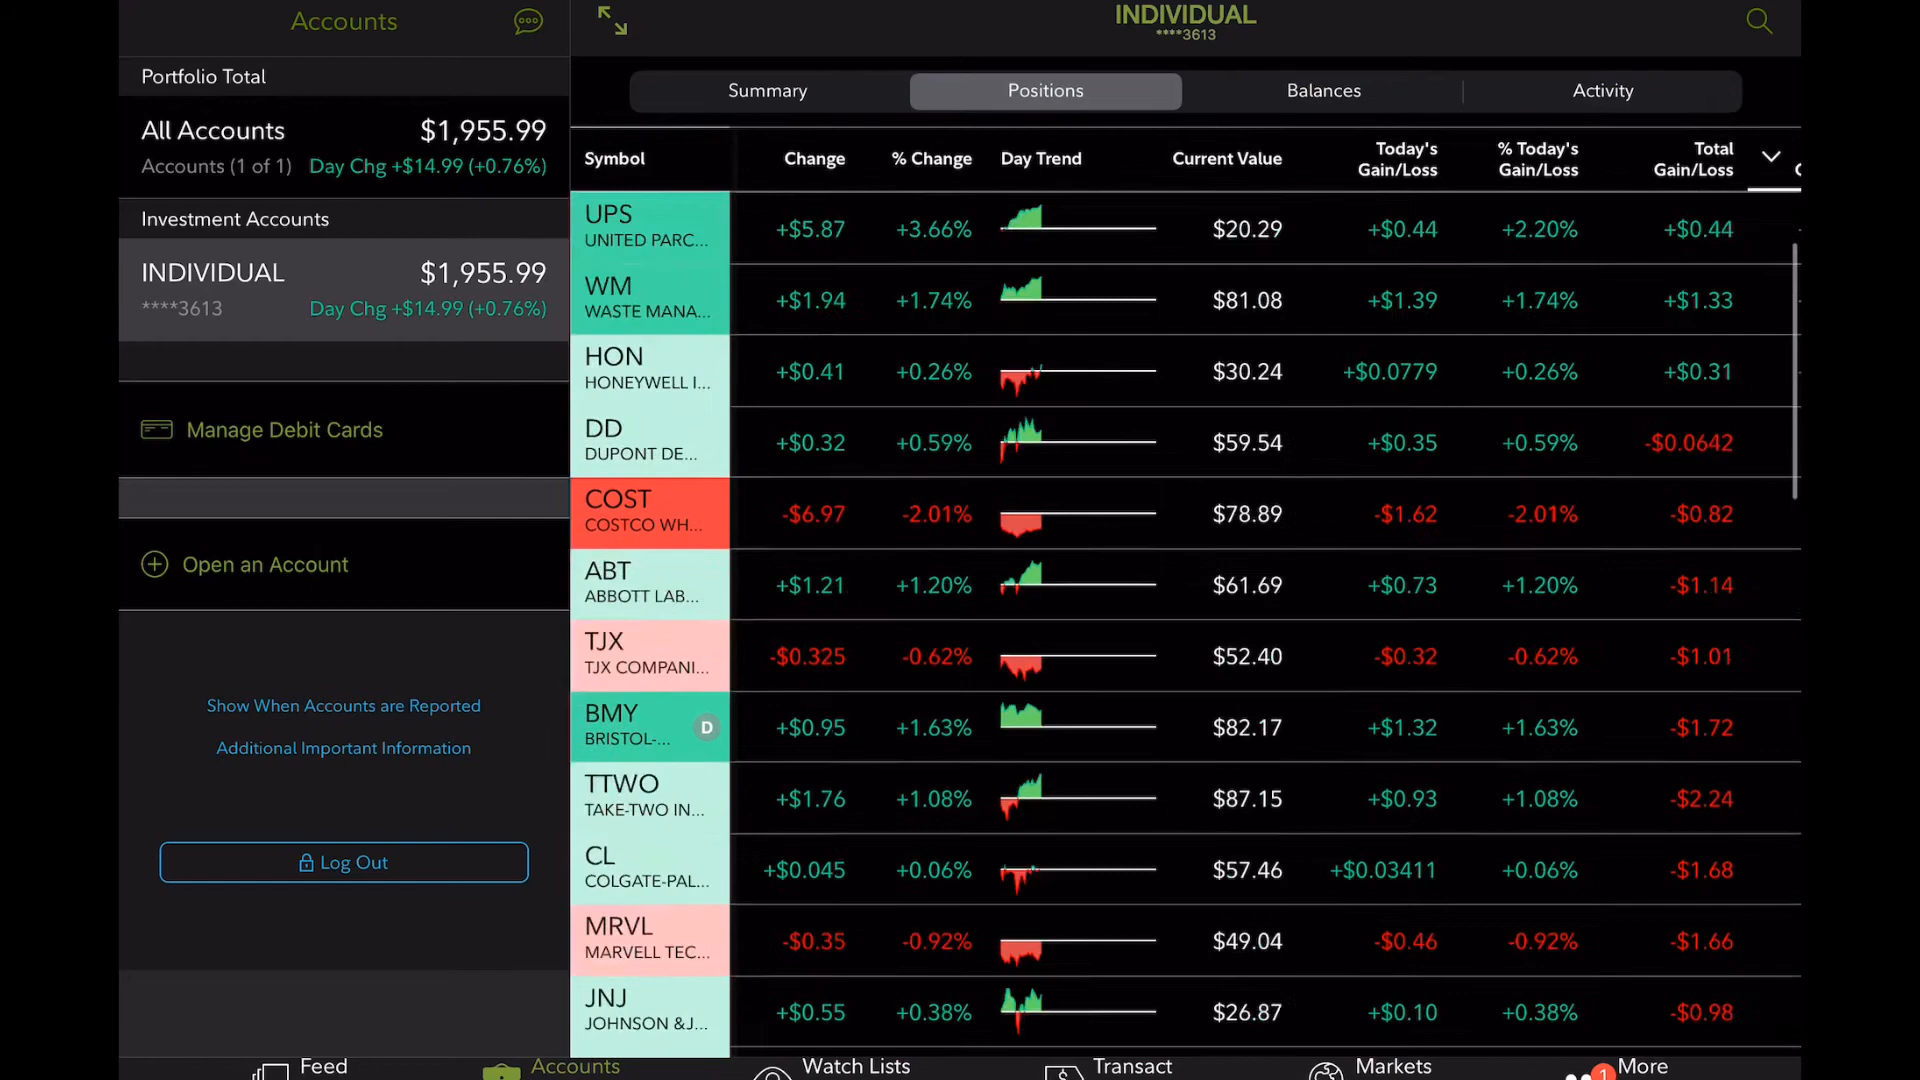 Accounts
Portfolio Total
All Accounts $1,955.99
Accounts (1 of 1) Day Chg +$14.99 (+0.76%)
Investment Accounts
INDIVIDUAL $1,955.99
****3613 Day Chg +$14.99 (+0.76%)
Manage Debit Cards
Open an Account
Show When Accounts are Reported
Additional Important Information
Log Out
INDIVIDUAL
****3613
Summary Positions Balances Activity
Symbol Change % Change Day Trend Current Value Today's Gain/Loss % Today's Gain/Loss Total Gain/Loss
UPS +$5.87 +3.66% $20.29 +$0.44 +2.20% +$0.44
UNITED PARC...
WM +$1.94 +1.74% $81.08 +$1.39 +1.74% +$1.33
WASTE MANA...
HON +$0.41 +0.26% $30.24 +$0.0779 +0.26% +$0.31
HONEYWELL I...
DD +$0.32 +0.59% $59.54 +$0.35 +0.59% -$0.0642
DUPONT DE...
COST -$6.97 -2.01% $78.89 -$1.62 -2.01% -$0.82
COSTCO WH...
ABT +$1.21 +1.20% $61.69 +$0.73 +1.20% -$1.14
ABBOTT LAB...
TJX -$0.325 -0.62% $52.40 -$0.32 -0.62% -$1.01
TJX COMPANI...
BMY D +$0.95 +1.63% $82.17 +$1.32 +1.63% -$1.72
BRISTOL-...
TTWO +$1.76 +1.08% $87.15 +$0.93 +1.08% -$2.24
TAKE-TWO IN...
CL +$0.045 +0.06% $57.46 +$0.03411 +0.06% -$1.68
COLGATE-PAL...
MRVL -$0.35 -0.92% $49.04 -$0.46 -0.92% -$1.66
MARVELL TEC...
JNJ +$0.55 +0.38% $26.87 +$0.10 +0.38% -$0.98
JOHNSON &J...
Feed Accounts Watch Lists Transact Markets 1 More